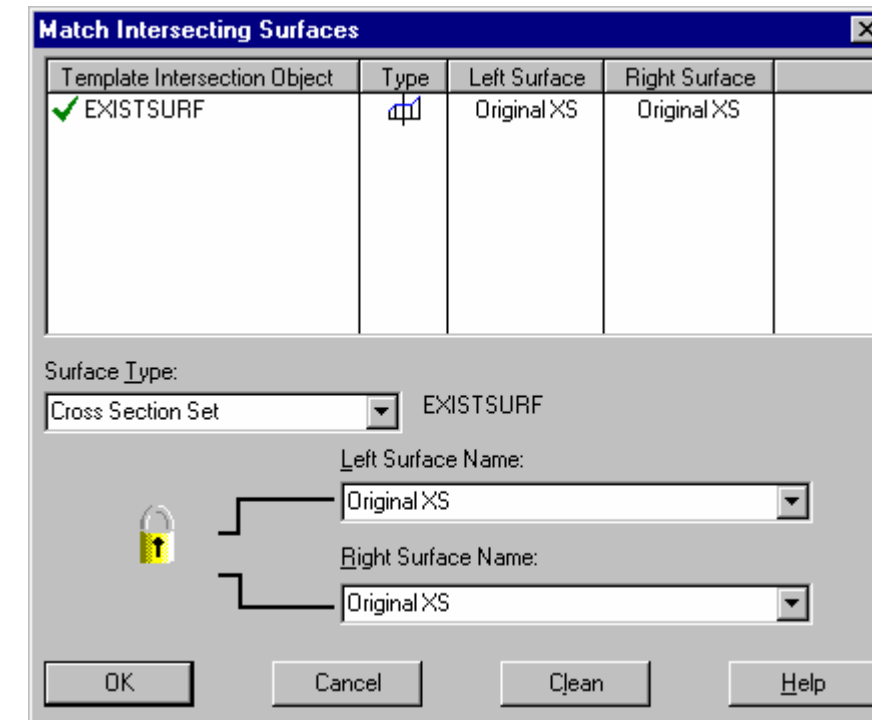 Match Intersecting Surfaces
Template Intersection Object Type Left Surface Right Surface
EXISTSURF Original XS Original XS
Surface Type:
Cross Section Set EXISTSURF
Left Surface Name:
Original XS
Right Surface Name:
Original XS
OK Cancel Clean Help